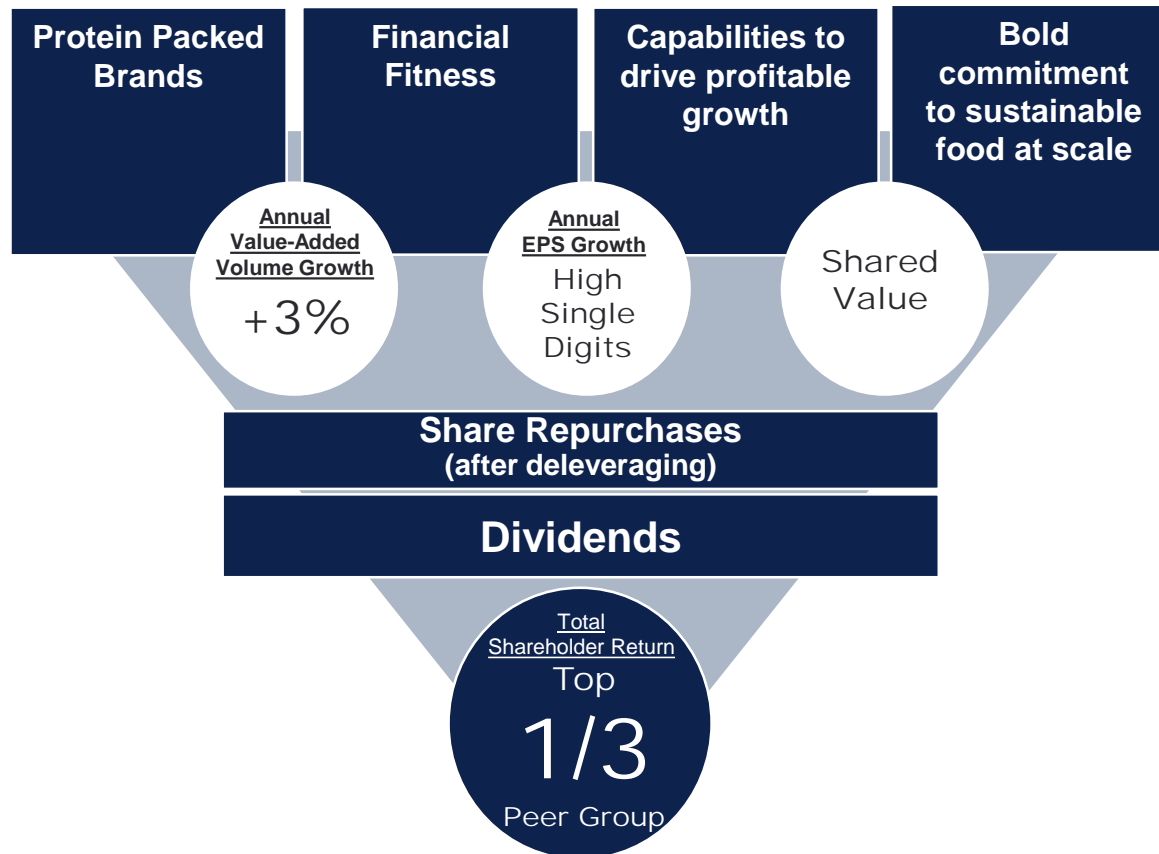 Protein Packed
Brands
Financial
Fitness
Capabilities to
drive profitable
growth
Bold
commitment
to sustainable
food at scale
Annual
Value-Added
Volume Growth
+3%
Annual
EPS Growth
High
Single
Digits
Shared
Value
Share Repurchases
(after deleveraging)
Dividends
Total
Shareholder Return
Top
1/3
Peer Group